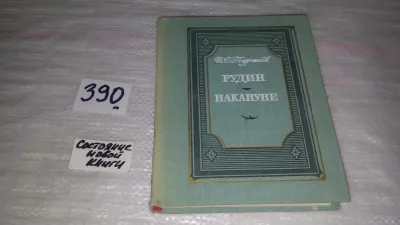 390
Состояние
новой
книги
И.С. Тургенев
РУДИН
НАКАНУНЕ